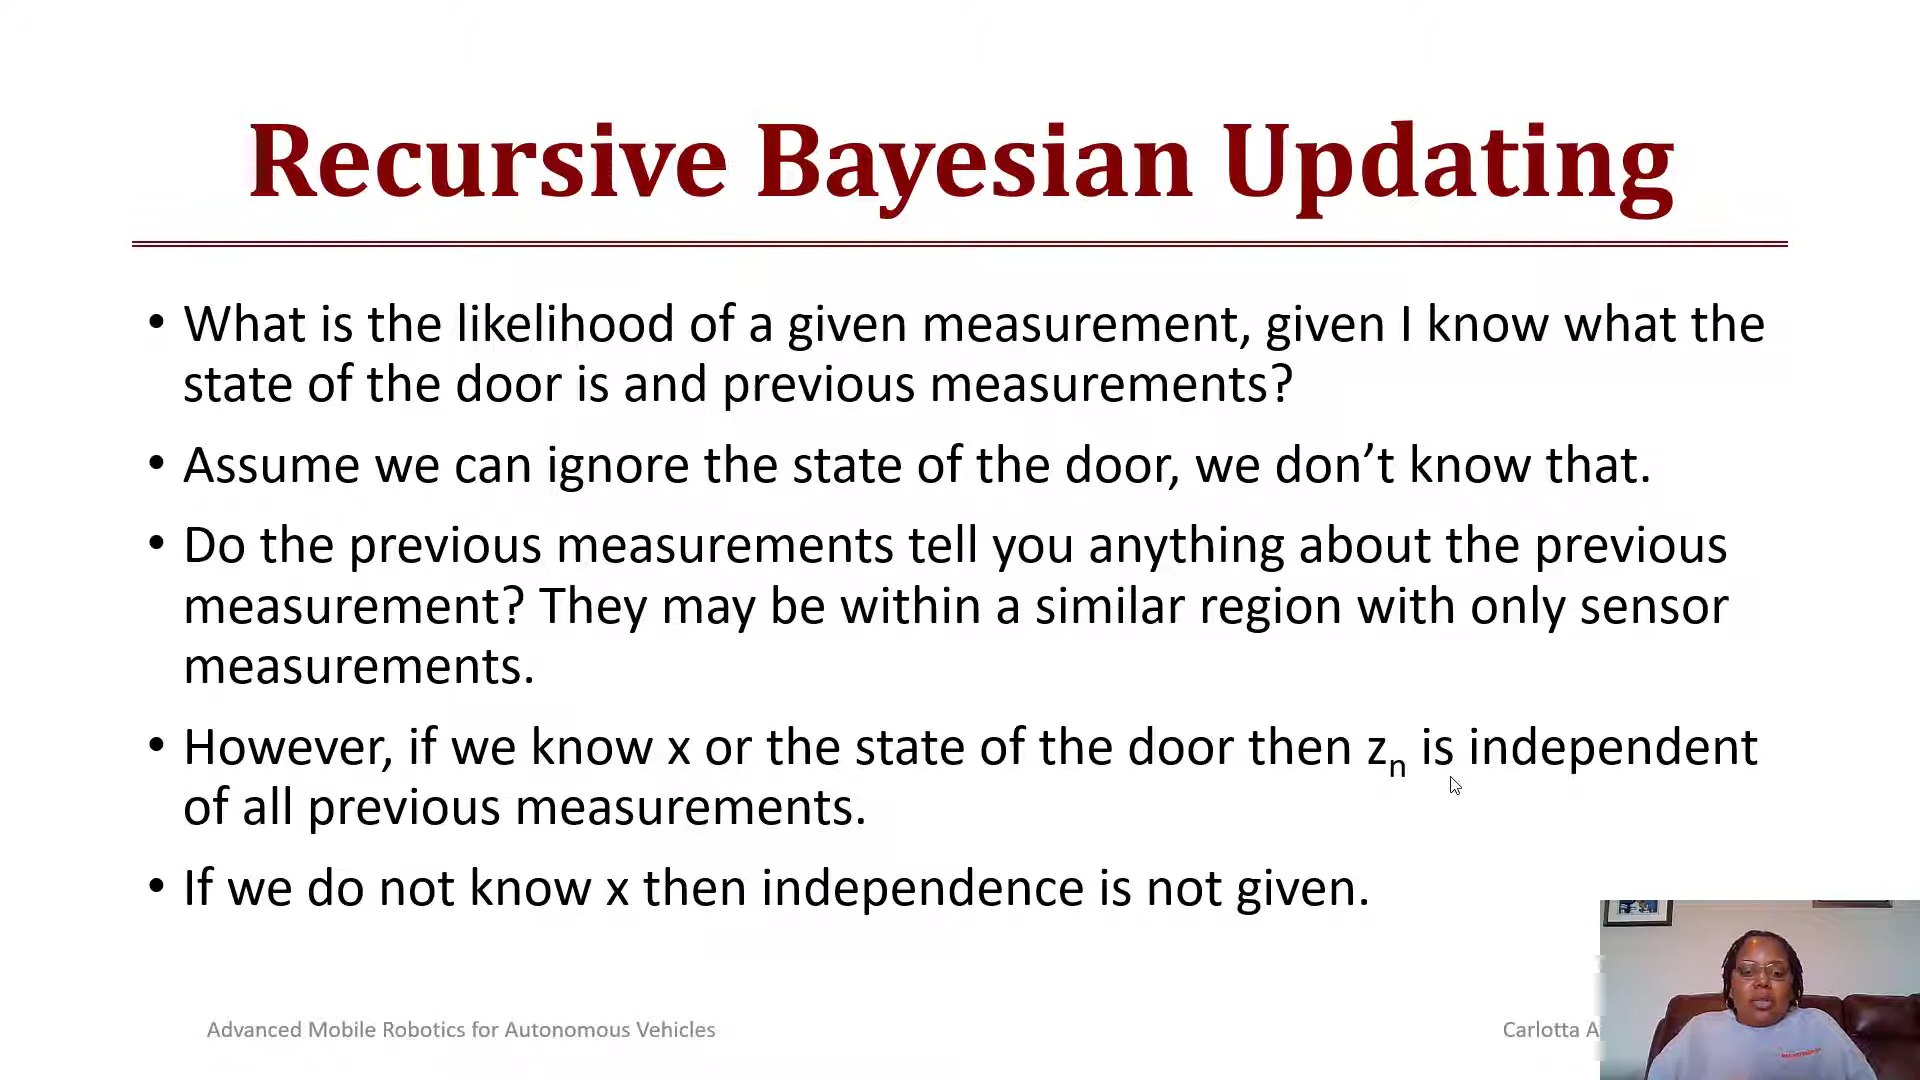 Recursive Bayesian Updating
• What is the likelihood of a given measurement, given I know what the
state of the door is and previous measurements?
• Assume we can ignore the state of the door, we don’t know that.
• Do the previous measurements tell you anything about the previous
measurement? They may be within a similar region with only sensor
measurements.
• However, if we know x or the state of the door then zn is independent
of all previous measurements.
• If we do not know x then independence is not given.
Advanced Mobile Robotics for Autonomous Vehicles
Carlotta A